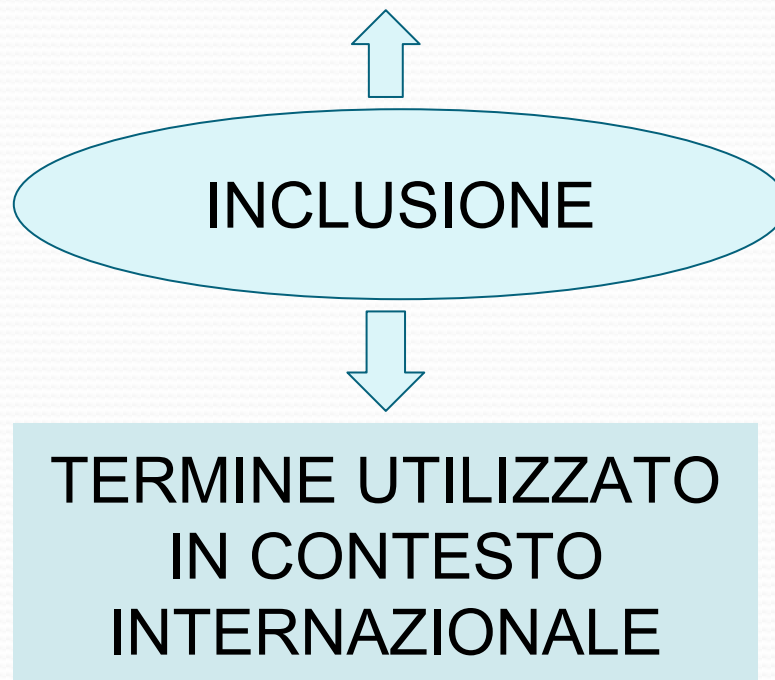 INCLUSIONE
TERMINE UTILIZZATO
IN CONTESTO
INTERNAZIONALE